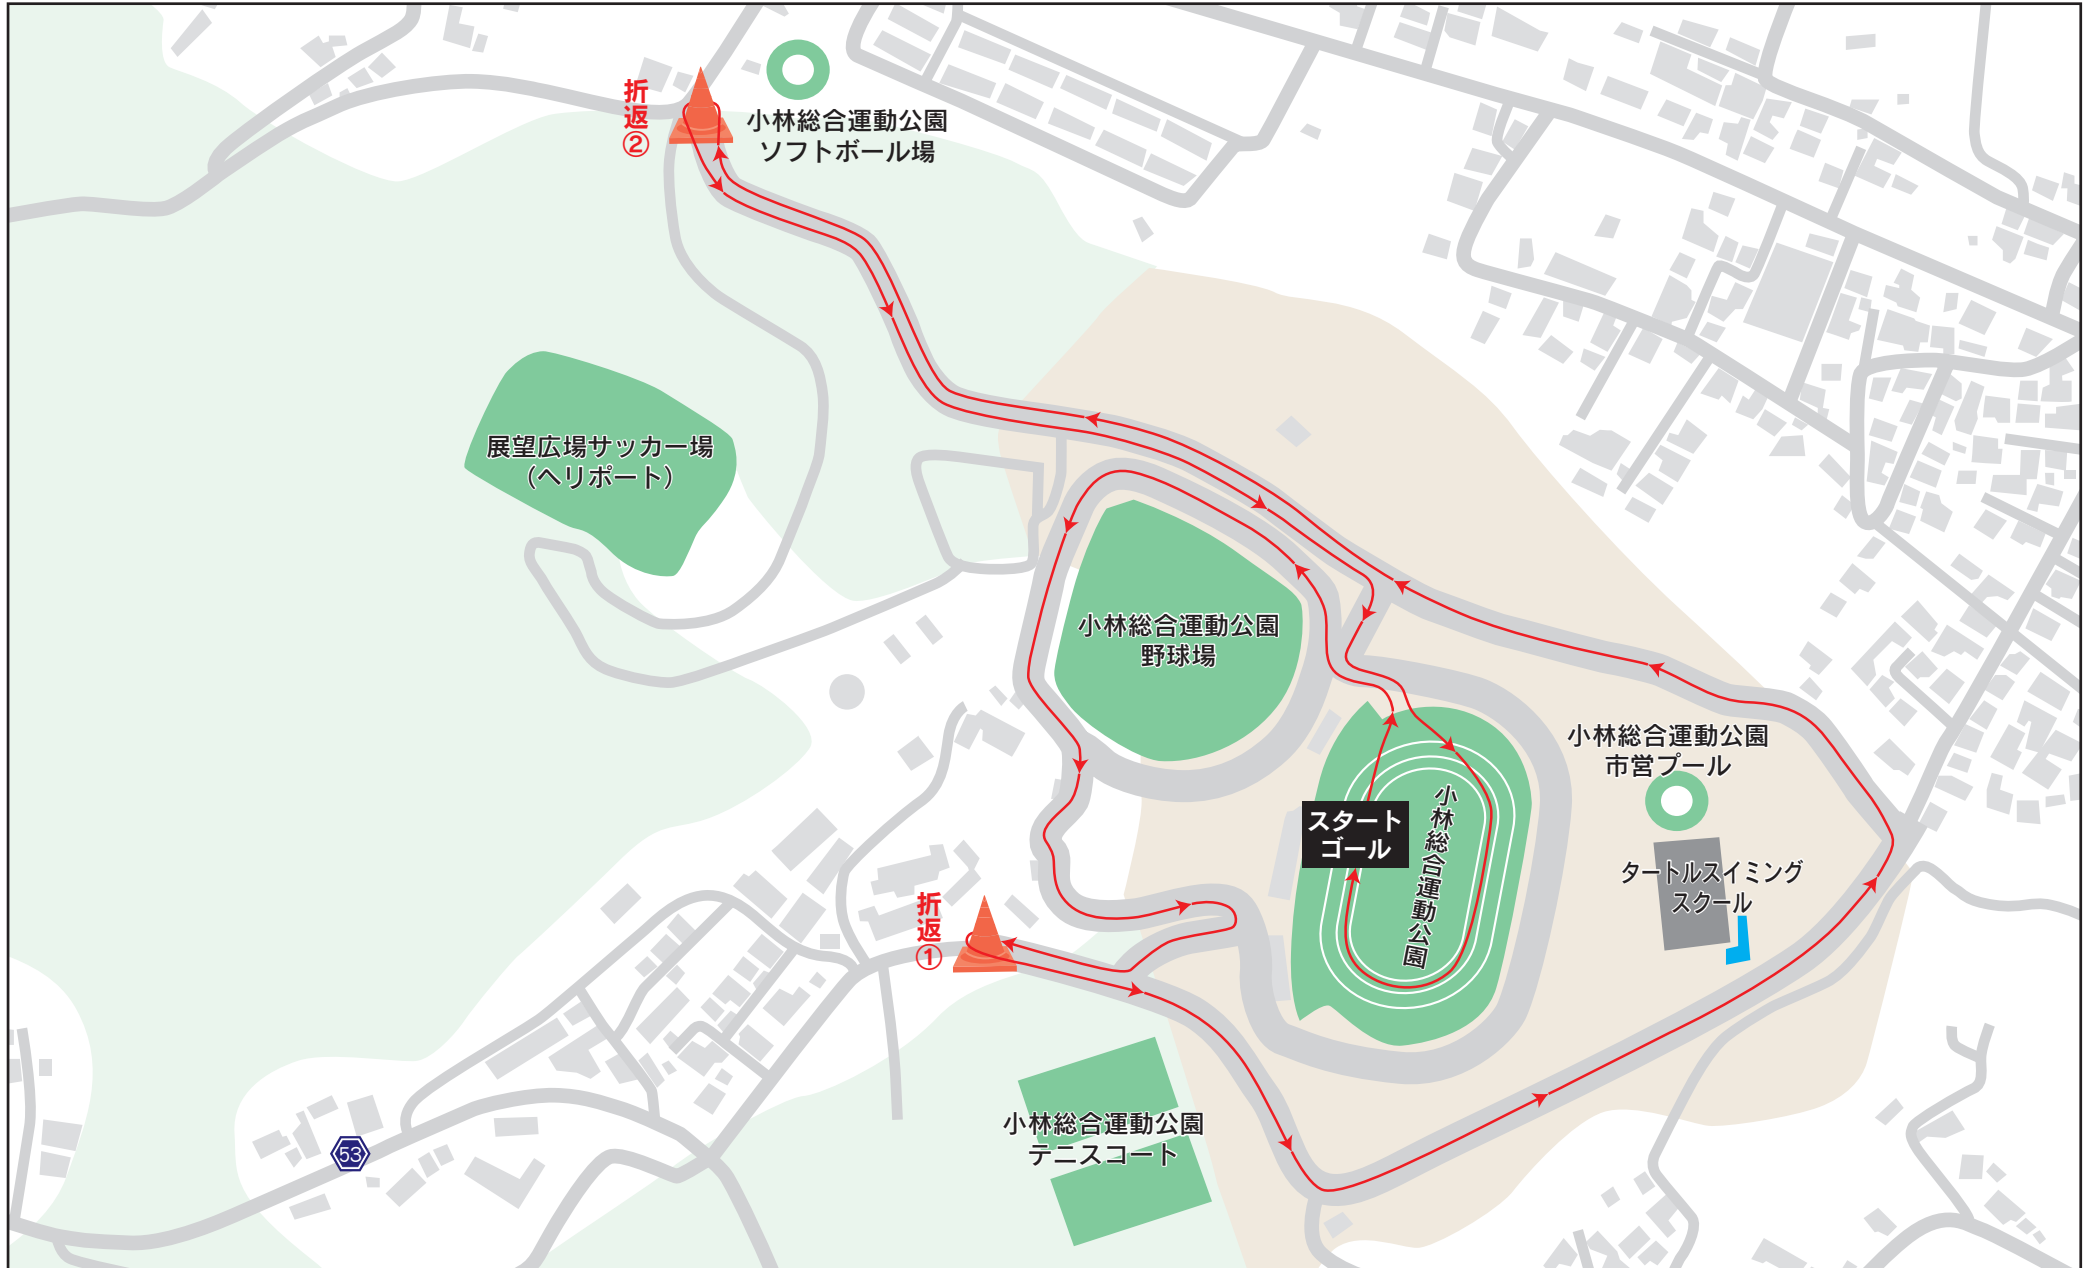 折返②
小林総合運動公園
ソフトボール場
展望広場サッカー場
（ヘリポート）
小林総合運動公園
野球場
小林総合運動公園
市営プール
スタート
ゴール
小林総合運動公園
タートルスイミング
スクール
折返①
小林総合運動公園
テニスコート
53